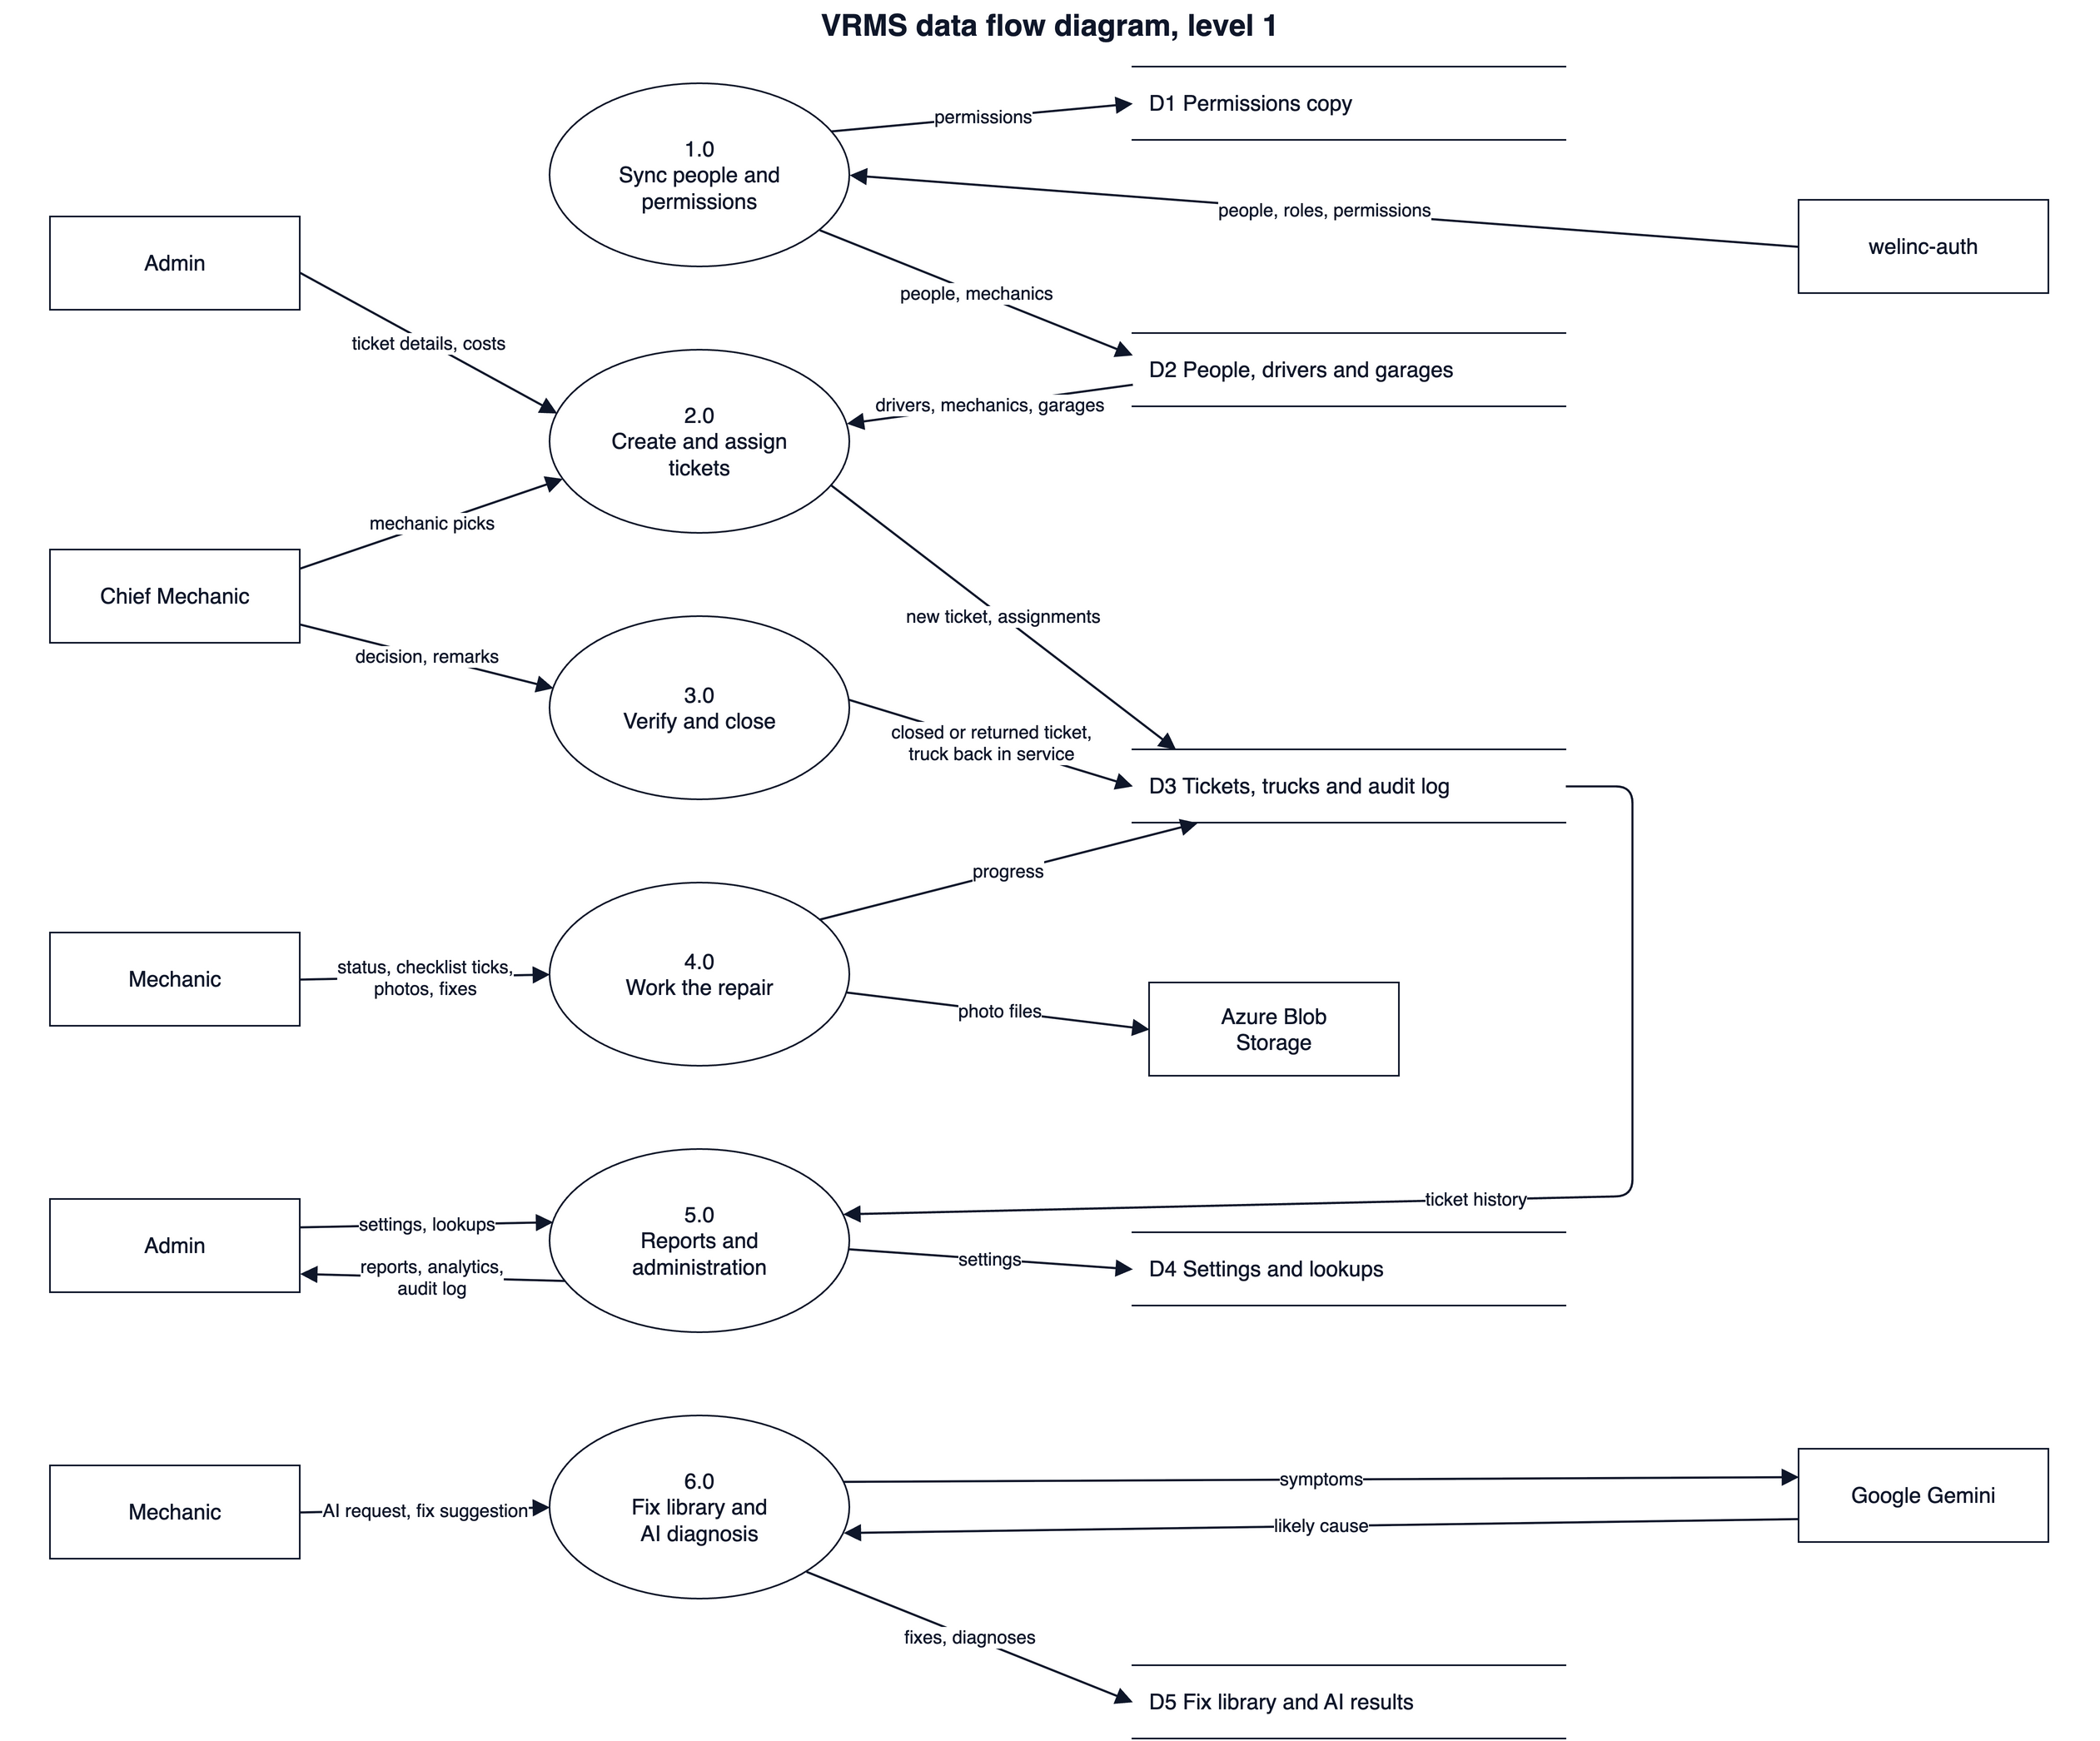 VRMS data flow diagram, level 1
1.0
Sync people and
permissions
permissions
D1 Permissions copy
people, roles, permissions
welinc-auth
Admin
people, mechanics
ticket details, costs
D2 People, drivers and garages
drivers, mechanics, garages
2.0
Create and assign
tickets
mechanic picks
Chief Mechanic
new ticket, assignments
decision, remarks
3.0
Verify and close
closed or returned ticket,
truck back in service
D3 Tickets, trucks and audit log
progress
Mechanic
status, checklist ticks,
photos, fixes
4.0
Work the repair
photo files
Azure Blob
Storage
ticket history
Admin
settings, lookups
reports, analytics,
audit log
5.0
Reports and
administration
settings
D4 Settings and lookups
Mechanic
AI request, fix suggestion
6.0
Fix library and
AI diagnosis
symptoms
likely cause
Google Gemini
fixes, diagnoses
D5 Fix library and AI results